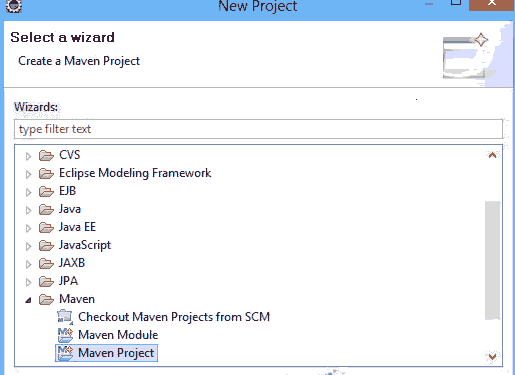 New Project
Select a wizard
Create a Maven Project
Wizards:
type filter text
CVS
Eclipse Modeling Framework
EJB
Java
Java EE
JavaScript
JAXB
JPA
Maven
Checkout Maven Projects from SCM
Maven Module
Maven Project